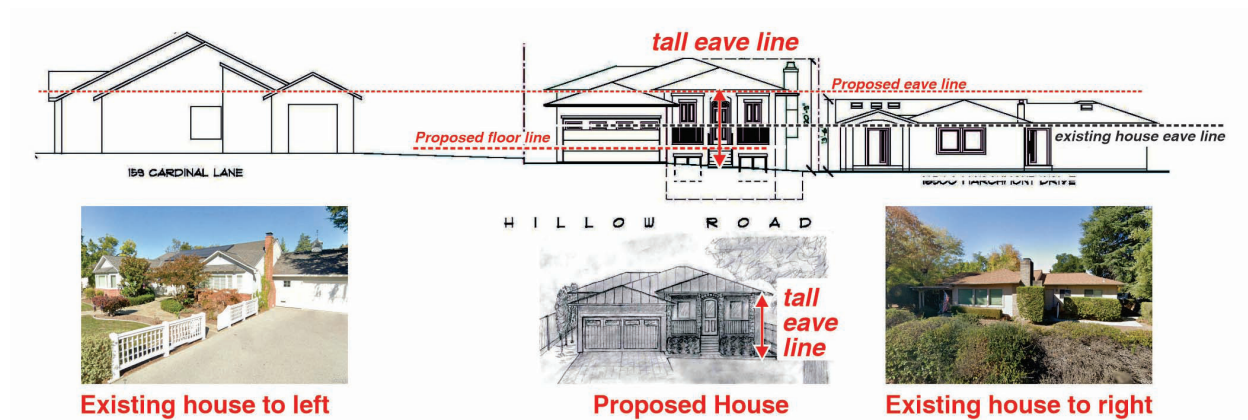 tall eave line
Proposed eave line
Proposed floor line
existing house eave line
159 CARDINAL LANE
HILLOW ROAD
tall
eave
line
Existing house to left
Proposed House
Existing house to right